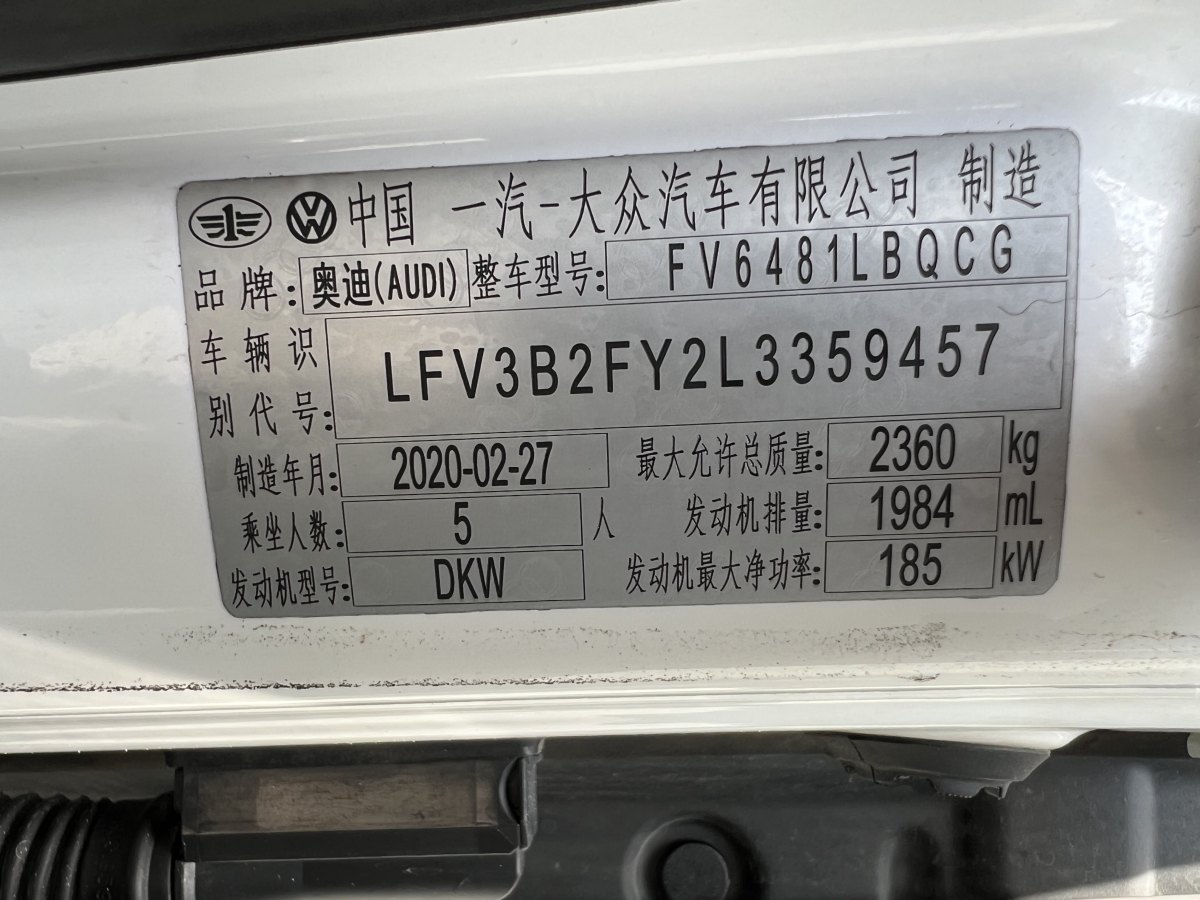 中国 一汽-大众汽车有限公司 制造
品牌: 奥迪(AUDI) 整车型号: FV6481LBQCG
车辆识别代号: LFV3B2FY2L3359457
制造年月: 2020-02-27 最大允许总质量: 2360 kg
乘坐人数: 5 人 发动机排量: 1984 mL
发动机型号: DKW 发动机最大净功率: 185 kW